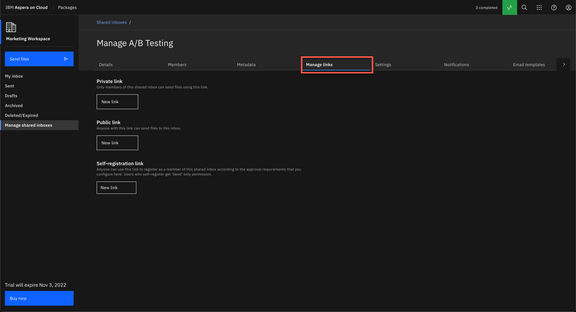 IBM Aspera on Cloud
Packages
3 completed
Marketing Workspace
Send files
My inbox
Sent
Drafts
Archived
Deleted/Expired
Manage shared inboxes
Trial will expire Nov 3, 2022
Buy now
Shared inboxes /
Manage A/B Testing
Details
Members
Metadata
Manage links
Settings
Notifications
Email templates
Private link
Only members of this shared inbox can send files using this link.
New link
Public link
Anyone with this link can send files to this inbox.
New link
Self-registration link
Anyone can use this link to register as a member of this shared inbox according to the approval requirements that you
configure here. Users who self-register get 'Send' only permission.
New link